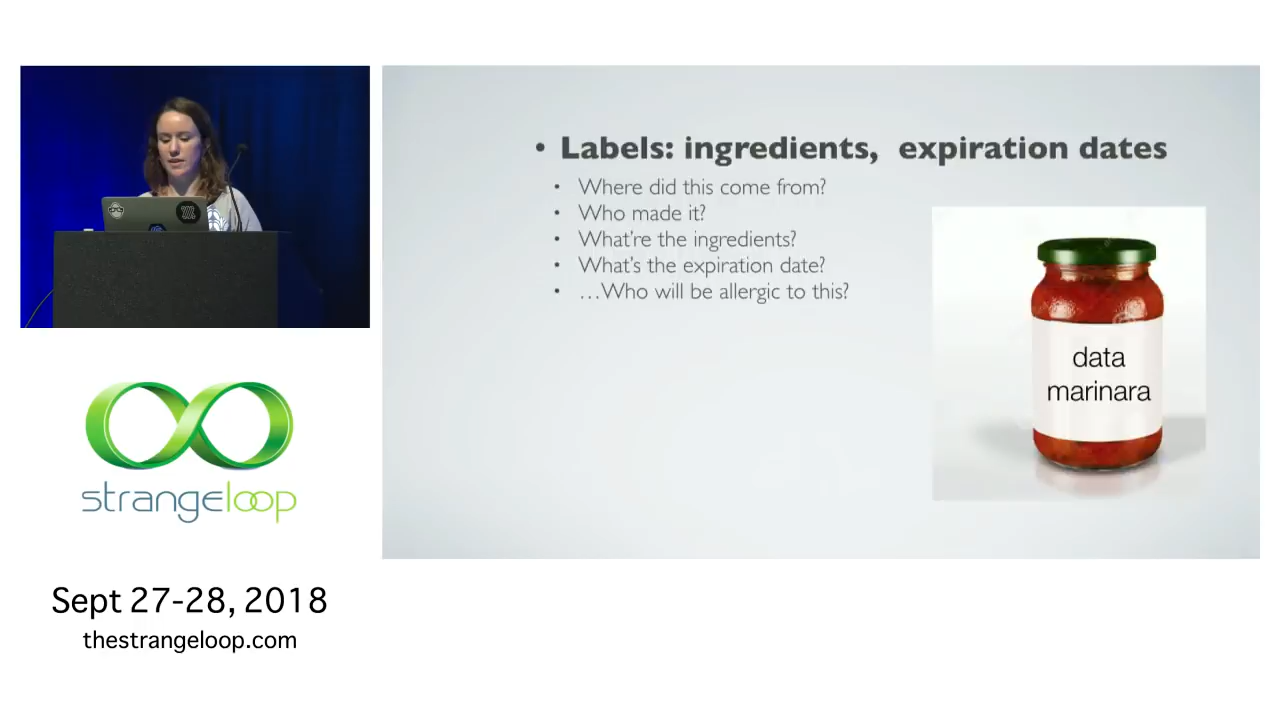 • Labels: ingredients, expiration dates
• Where did this come from?
• Who made it?
• What're the ingredients?
• What's the expiration date?
• …Who will be allergic to this?
data
marinara
strangeloop
Sept 27-28, 2018
thestrangeloop.com